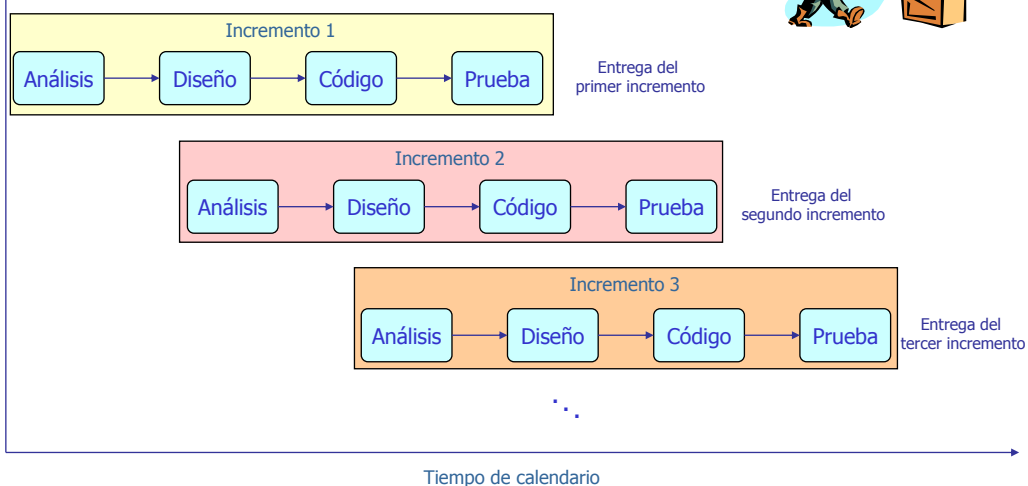 Incremento 1
Análisis
Diseño
Código
Prueba
Entrega del
primer incremento
Incremento 2
Análisis
Diseño
Código
Prueba
Entrega del
segundo incremento
Incremento 3
Análisis
Diseño
Código
Prueba
Entrega del
tercer incremento
Tiempo de calendario